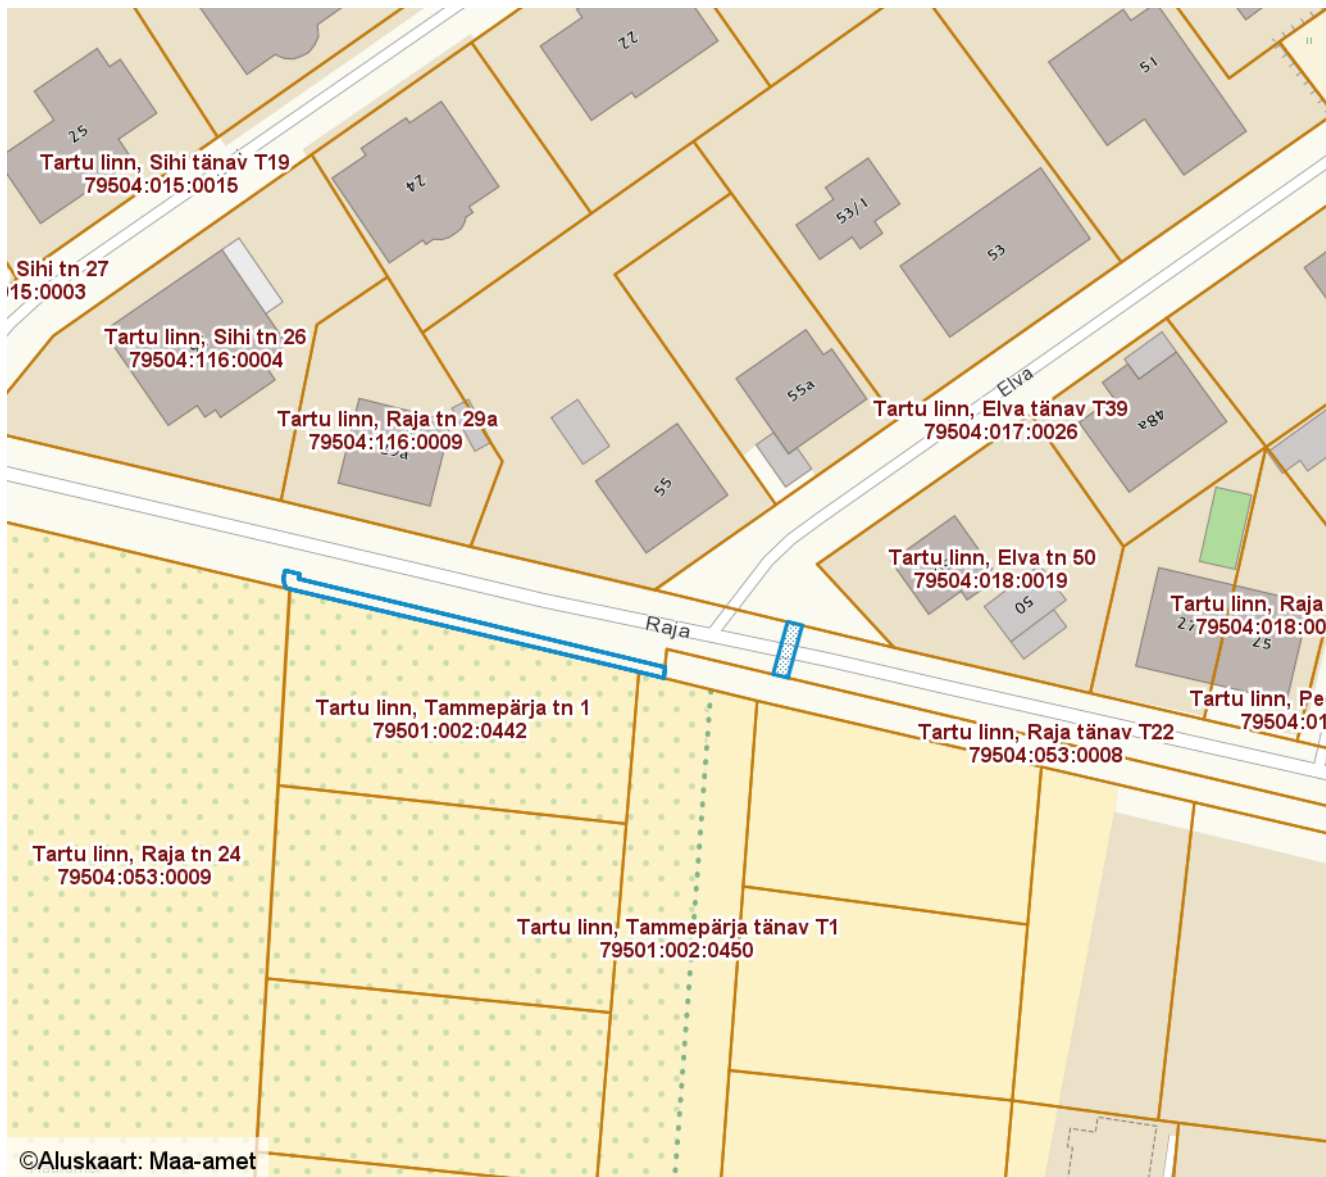 22
51
25
Tartu linn, Sihi tänav T19
79504:015:0015
24
53/1
53
Sihi tn 27
15:0003
Tartu linn, Sihi tn 26
79504:116:0004
Elva
55a
Tartu linn, Elva tänav T39
79504:017:0026
48a
Tartu linn, Raja tn 29a
79504:116:0009
55
Tartu linn, Elva tn 50
79504:018:0019
50
Tartu linn, Raja
79504:018:00
27
25
Raja
Tartu linn, Pe
79504:01
Tartu linn, Tammepärja tn 1
79501:002:0442
Tartu linn, Raja tänav T22
79504:053:0008
Tartu linn, Raja tn 24
79504:053:0009
Tartu linn, Tammepärja tänav T1
79501:002:0450
©Aluskaart: Maa-amet